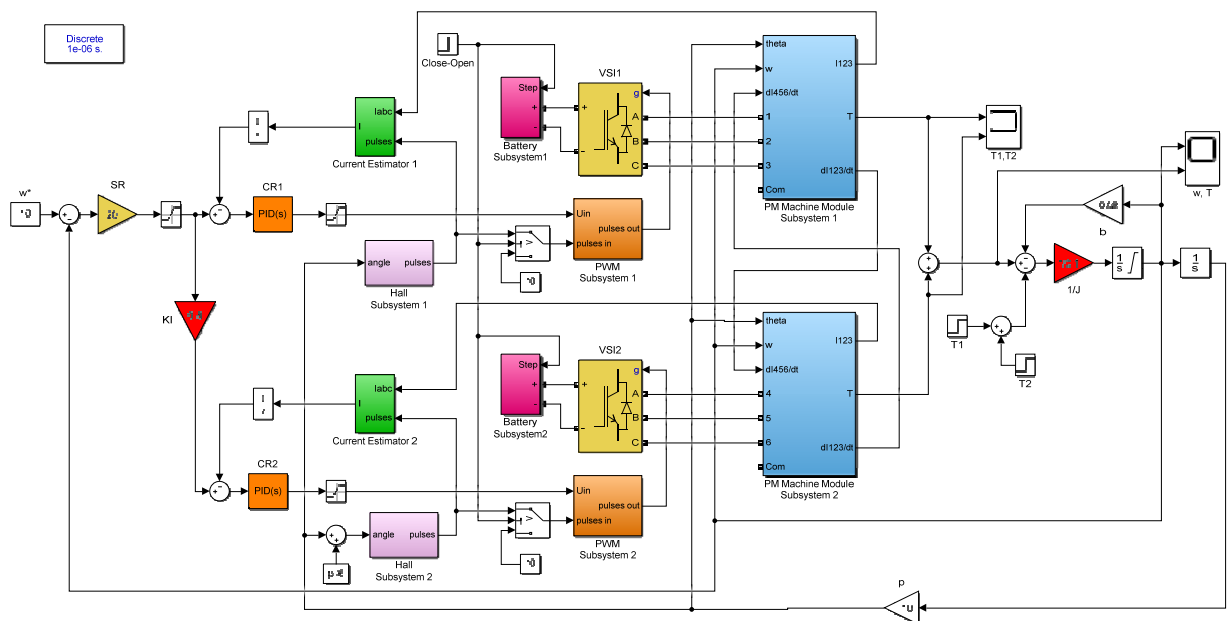 Discrete
1e-06 s.
Close-Open
Iabc
I
pulses
Current Estimator 1
Step
+
-
Battery
Subsystem1
VSI1
g
A
B
C
+
-
theta
w
dI456/dt
1
2
3
Com
I123
T
dI123/dt
PM Machine Module
Subsystem 1
T1,T2
w, T
b
w*
SR
CR1
PID(s)
Uin
pulses out
pulses in
PWM
Subsystem 1
angle
pulses
Hall
Subsystem 1
>
KI
1/J
1
s
1
s
T1
T2
Iabc
I
pulses
Current Estimator 2
Step
+
-
Battery
Subsystem2
VSI2
g
A
B
C
+
-
theta
w
dI456/dt
4
5
6
Com
I123
T
dI123/dt
PM Machine Module
Subsystem 2
CR2
PID(s)
Uin
pulses out
pulses in
PWM
Subsystem 2
angle
pulses
Hall
Subsystem 2
>
p